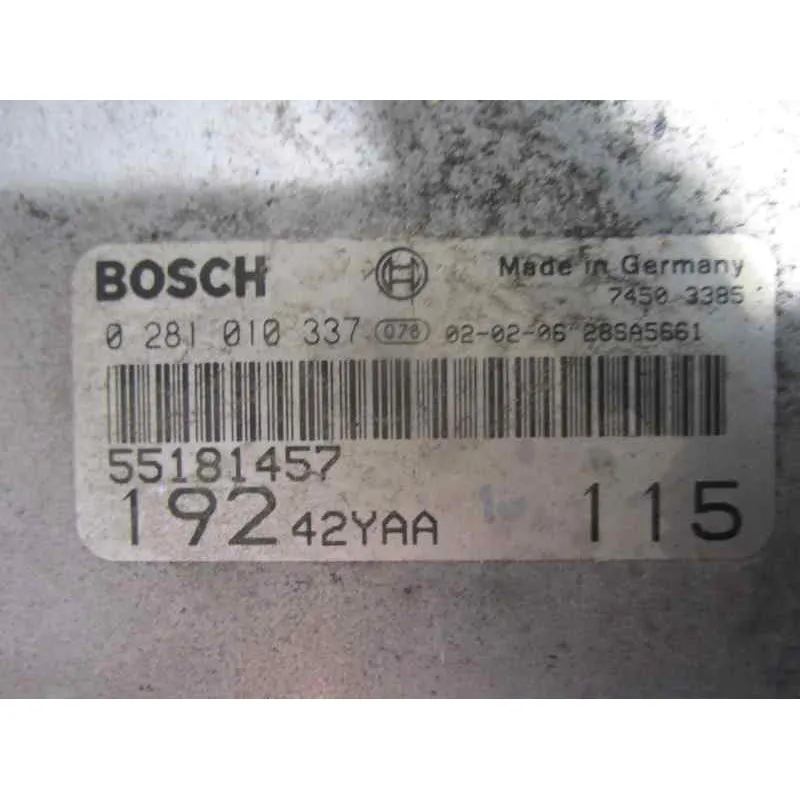 BOSCH Made in Germany
7450 3385
0 281 010 337 076 02-02-06 28SA5661
55181457
192 42YAA 115